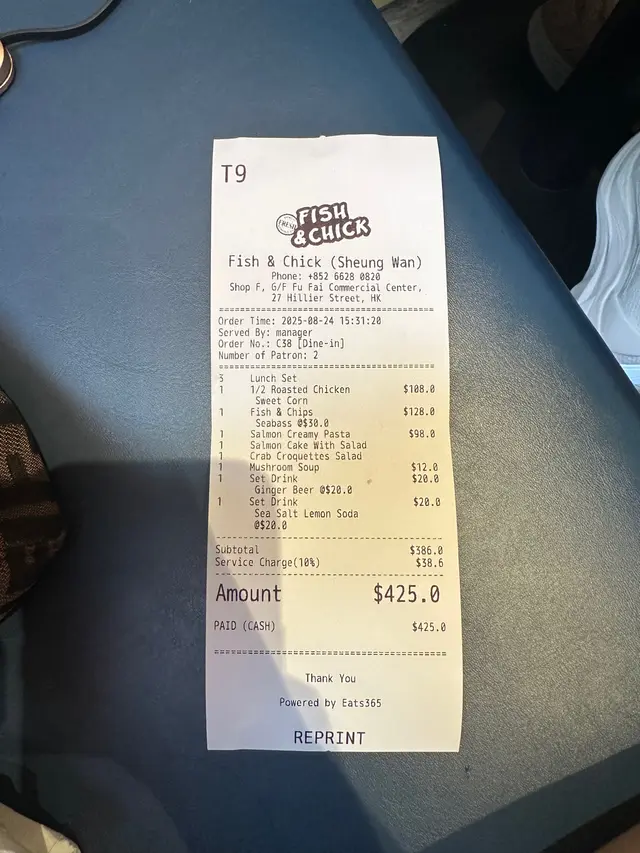 T9
FRESH
FISH
& CHICK
Fish & Chick (Sheung Wan)
Phone: +852 6628 0820
Shop F, G/F Fu Fai Commercial Center,
27 Hillier Street, HK
Order Time: 2025-08-24 15:31:20
Served By: manager
Order No.: C38 [Dine-in]
Number of Patron: 2
3 Lunch Set
1 1/2 Roasted Chicken $108.0
Sweet Corn
1 Fish & Chips $128.0
Seabass @$30.0
1 Salmon Creamy Pasta $98.0
1 Salmon Cake With Salad
1 Crab Croquettes Salad
1 Mushroom Soup $12.0
1 Set Drink $20.0
Ginger Beer @$20.0
1 Set Drink $20.0
Sea Salt Lemon Soda
@$20.0
Subtotal $386.0
Service Charge(10%) $38.6
Amount $425.0
PAID (CASH) $425.0
Thank You
Powered by Eats365
REPRINT